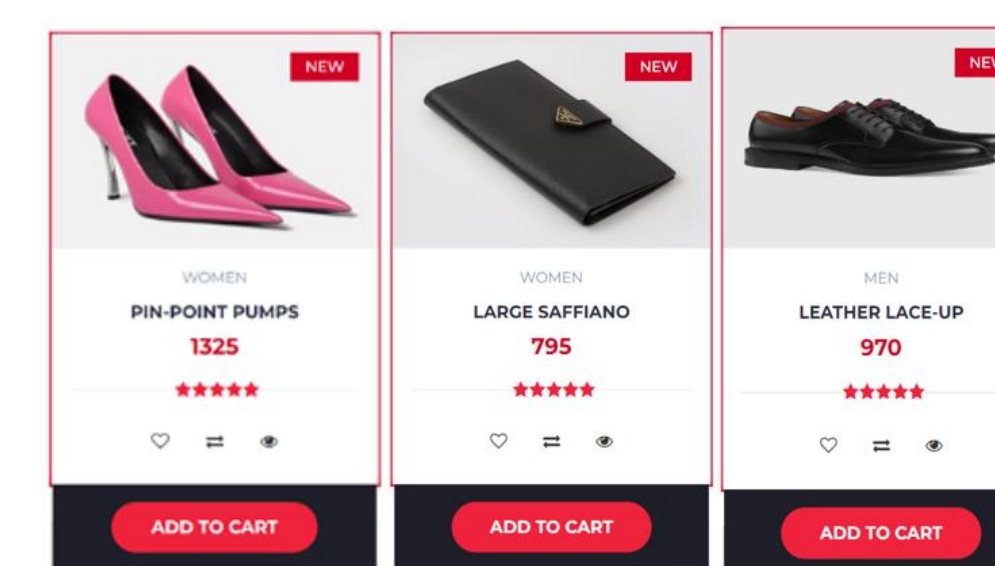 NEW
WOMEN
PIN-POINT PUMPS
1325
ADD TO CART
NEW
WOMEN
LARGE SAFFIANO
795
ADD TO CART
NEW
MEN
LEATHER LACE-UP
970
ADD TO CART